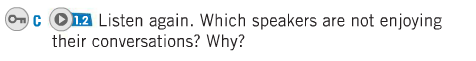 C 1.2 Listen again. Which speakers are not enjoying
their conversations? Why?